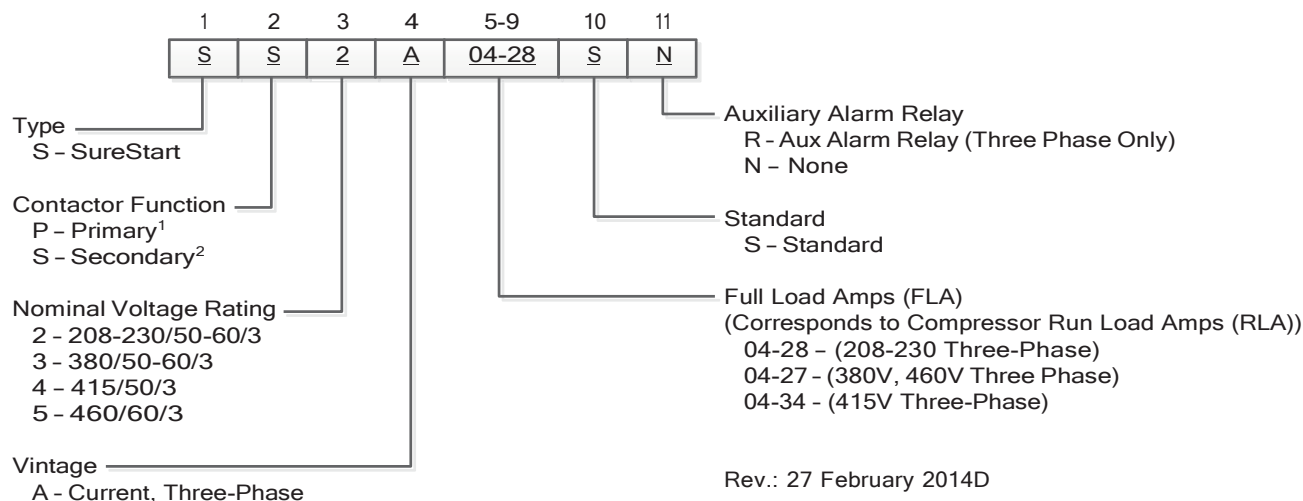 1 2 3 4 5-9 10 11
S S 2 A 04-28 S N
Type
S – SureStart
Contactor Function
P – Primary¹
S – Secondary²
Nominal Voltage Rating
2 – 208-230/50-60/3
3 – 380/50-60/3
4 – 415/50/3
5 – 460/60/3
Vintage
A – Current, Three-Phase
Auxiliary Alarm Relay
R – Aux Alarm Relay (Three Phase Only)
N – None
Standard
S – Standard
Full Load Amps (FLA)
(Corresponds to Compressor Run Load Amps (RLA))
04-28 – (208-230 Three-Phase)
04-27 – (380V, 460V Three Phase)
04-34 – (415V Three-Phase)
Rev.: 27 February 2014D